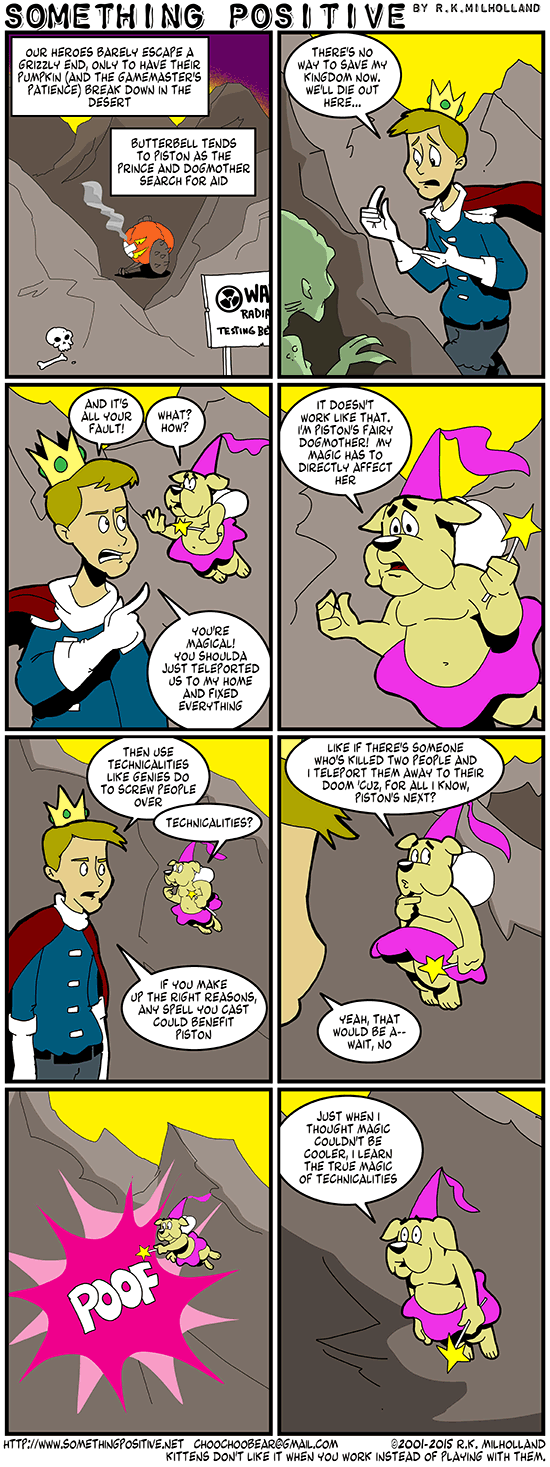 SOMETHING POSITIVE BY R.K.MILHOLLAND
OUR HEROES BARELY ESCAPE A
GRIZZLY END, ONLY TO HAVE THEIR
PUMPKIN (AND THE GAMEMASTER'S
PATIENCE) BREAK DOWN IN THE
DESERT
BUTTERBELL TENDS
TO PISTON AS THE
PRINCE AND DOGMOTHER
SEARCH FOR AID
WA
RADIA
TESTING BE
THERE'S NO
WAY TO SAVE MY
KINGDOM NOW.
WE'LL DIE OUT
HERE...
AND IT'S
ALL YOUR
FAULT!
WHAT?
HOW?
YOU'RE
MAGICAL!
YOU SHOULDA
JUST TELEPORTED
US TO MY HOME
AND FIXED
EVERYTHING
IT DOESN'T
WORK LIKE THAT.
I'M PISTON'S FAIRY
DOGMOTHER! MY
MAGIC HAS TO
DIRECTLY AFFECT
HER
THEN USE
TECHNICALITIES
LIKE GENIES DO
TO SCREW PEOPLE
OVER
TECHNICALITIES?
IF YOU MAKE
UP THE RIGHT REASONS,
ANY SPELL YOU CAST
COULD BENEFIT
PISTON
LIKE IF THERE'S SOMEONE
WHO'S KILLED TWO PEOPLE AND
I TELEPORT THEM AWAY TO THEIR
DOOM 'CUZ, FOR ALL I KNOW,
PISTON'S NEXT?
YEAH, THAT
WOULD BE A--
WAIT, NO
POOF
JUST WHEN I
THOUGHT MAGIC
COULDN'T BE
COOLER, I LEARN
THE TRUE MAGIC
OF TECHNICALITIES
HTTP://WWW.SOMETHINGPOSITIVE.NET CHOOCHOOBEAR@GMAIL.COM ©2001-2015 R.K. MILHOLLAND
KITTENS DON'T LIKE IT WHEN YOU WORK INSTEAD OF PLAYING WITH THEM.